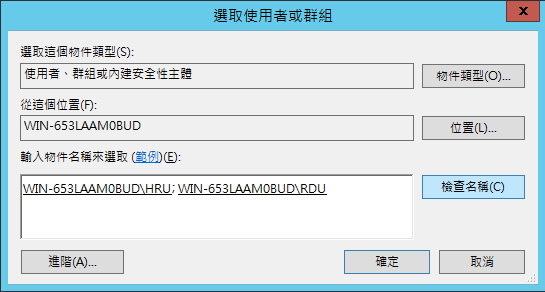 選取使用者或群組
x
選取這個物件類型(S):
使用者、群組或內建安全性主體
物件類型(O)...
從這個位置(F):
WIN-653LAAM0BUD
位置(L)...
輸入物件名稱來選取 (範例)(E):
WIN-653LAAM0BUD\HRU; WIN-653LAAM0BUD\RDU
檢查名稱(C)
進階(A)...
確定
取消